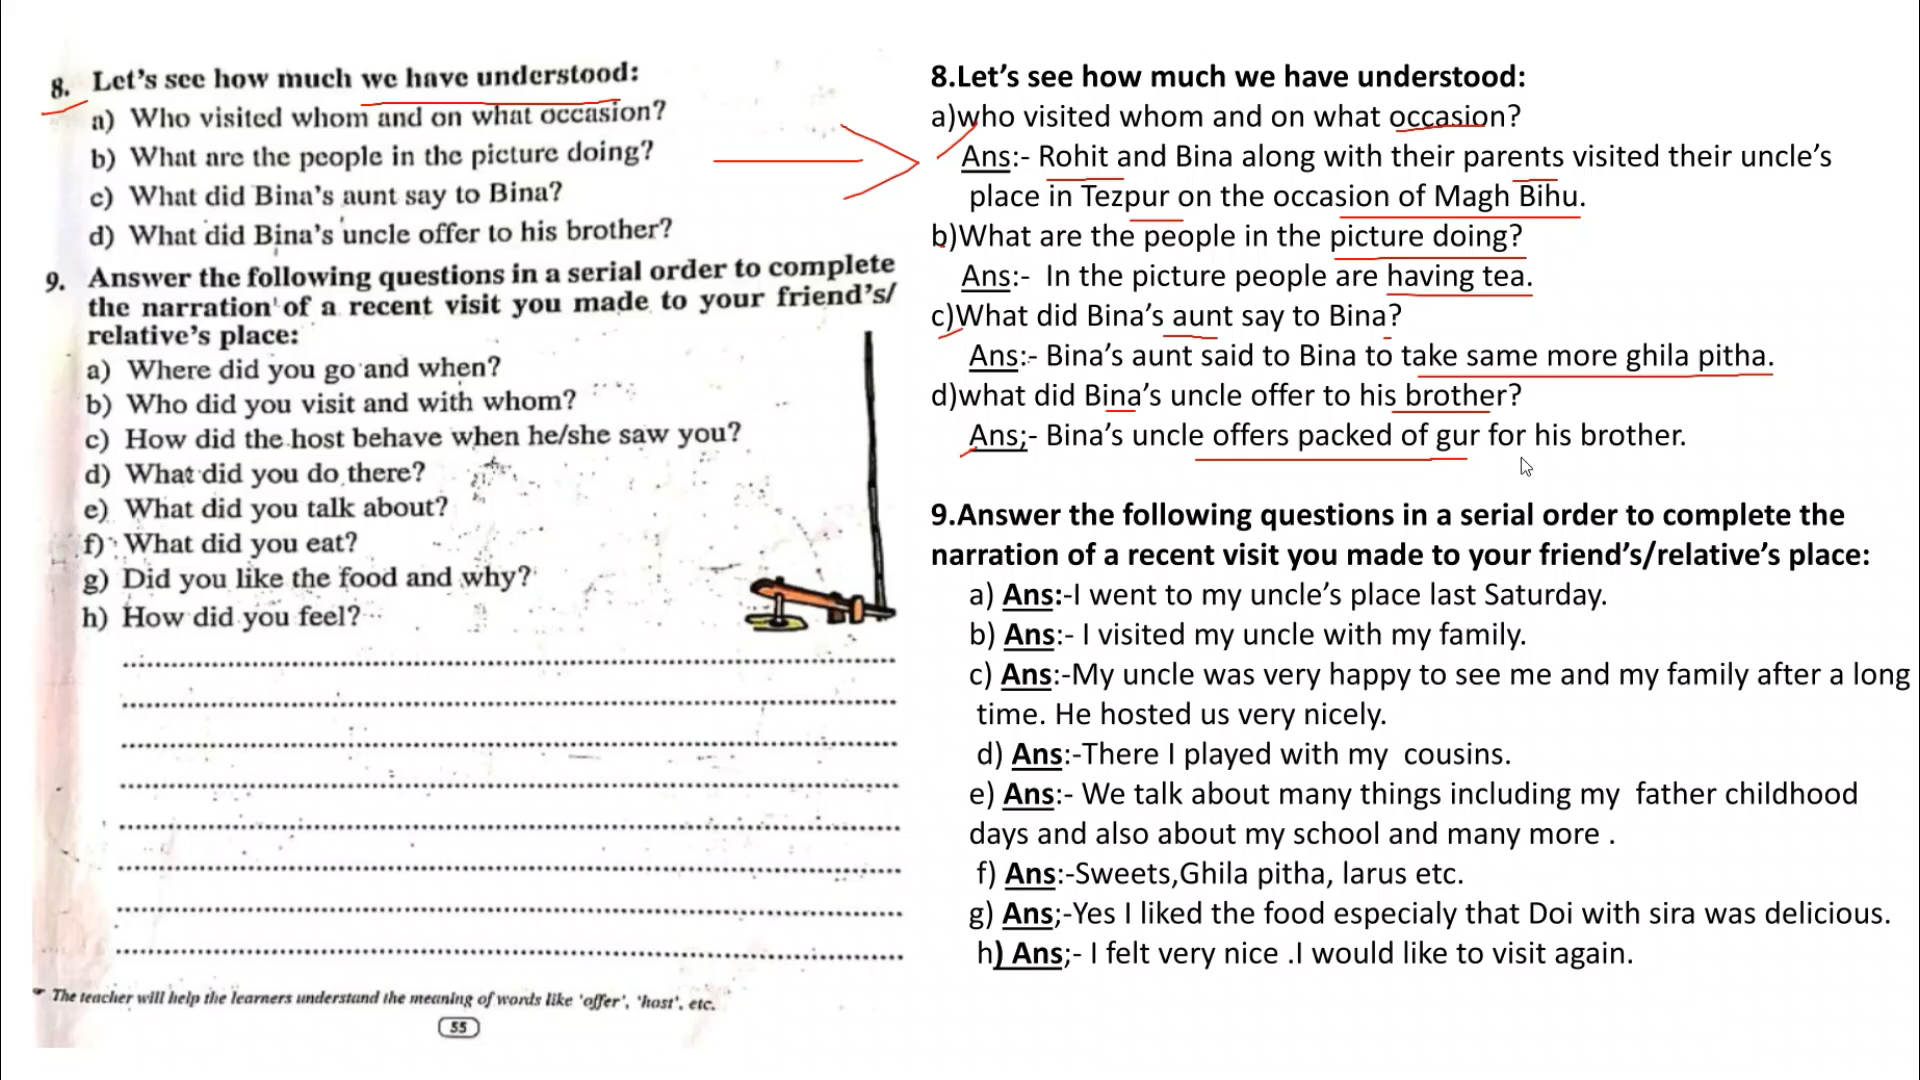 8. Let's see how much we have understood:
a) Who visited whom and on what occasion?
b) What are the people in the picture doing?
c) What did Bina's aunt say to Bina?
d) What did Bina's uncle offer to his brother?
9. Answer the following questions in a serial order to complete
the narration of a recent visit you made to your friend's/
relative's place:
a) Where did you go and when?
b) Who did you visit and with whom?
c) How did the host behave when he/she saw you?
d) What did you do there?
e) What did you talk about?
f) What did you eat?
g) Did you like the food and why?
h) How did you feel?
The teacher will help the learners understand the meaning of words like 'offer', 'host', etc.
55
8.Let's see how much we have understood:
a)who visited whom and on what occasion?
Ans:- Rohit and Bina along with their parents visited their uncle's
place in Tezpur on the occasion of Magh Bihu.
b)What are the people in the picture doing?
Ans:- In the picture people are having tea.
c)What did Bina's aunt say to Bina?
Ans:- Bina's aunt said to Bina to take same more ghila pitha.
d)what did Bina's uncle offer to his brother?
Ans;- Bina's uncle offers packed of gur for his brother.
9.Answer the following questions in a serial order to complete the
narration of a recent visit you made to your friend's/relative's place:
a) Ans:-I went to my uncle's place last Saturday.
b) Ans:- I visited my uncle with my family.
c) Ans:-My uncle was very happy to see me and my family after a long
time. He hosted us very nicely.
d) Ans:-There I played with my cousins.
e) Ans:- We talk about many things including my father childhood
days and also about my school and many more .
f) Ans:-Sweets,Ghila pitha, larus etc.
g) Ans;-Yes I liked the food especialy that Doi with sira was delicious.
h) Ans;- I felt very nice .I would like to visit again.